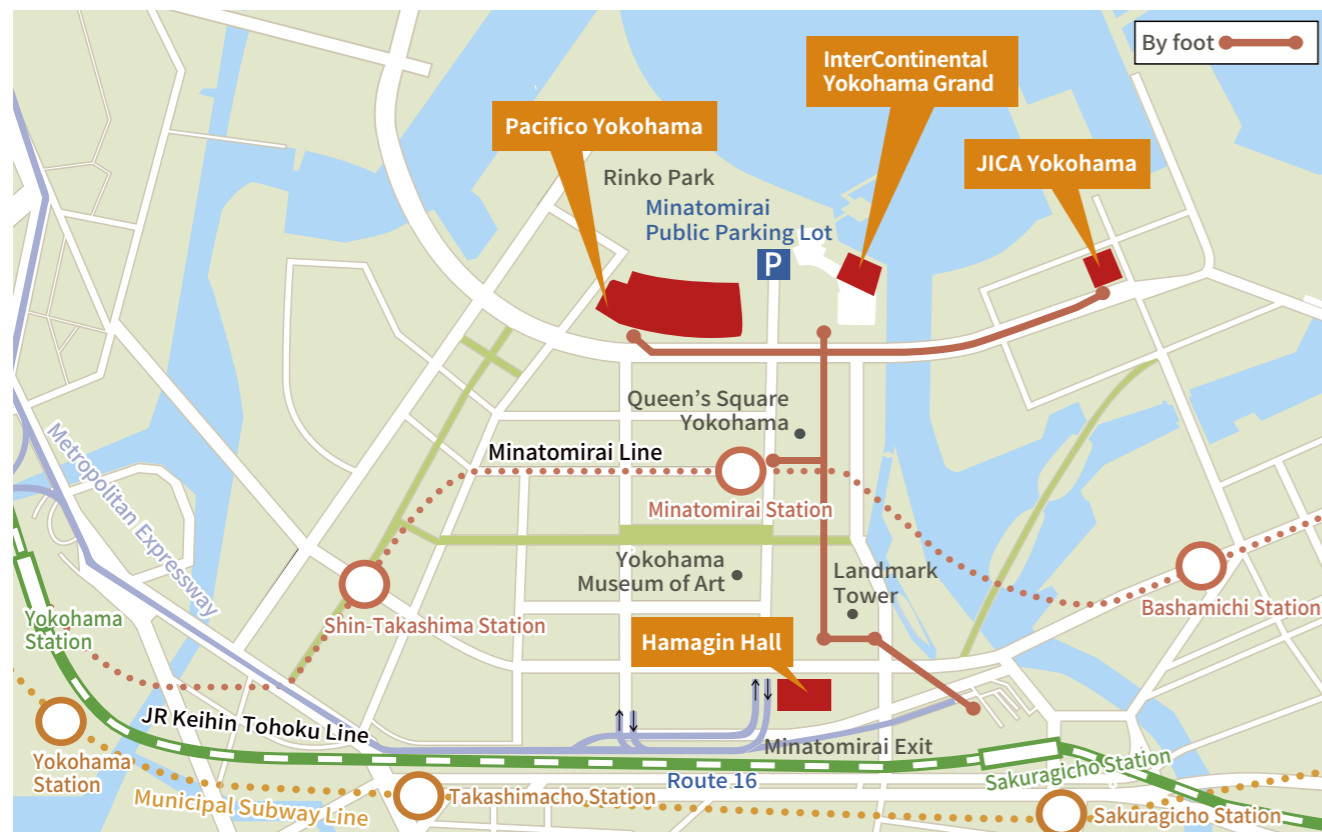 By foot
InterContinental
Yokohama Grand
Pacifico Yokohama
JICA Yokohama
Rinko Park
Minatomirai
Public Parking Lot
P
Queen's Square
Yokohama
Minatomirai Line
Minatomirai Station
Metropolitan Expressway
Yokohama
Museum of Art
Landmark
Tower
Bashamichi Station
Yokohama
Station
Shin-Takashima Station
Hamagin Hall
JR Keihin Tohoku Line
Minatomirai Exit
Yokohama
Station
Route 16
Sakuragicho Station
Municipal Subway Line
Takashimacho Station
Sakuragicho Station